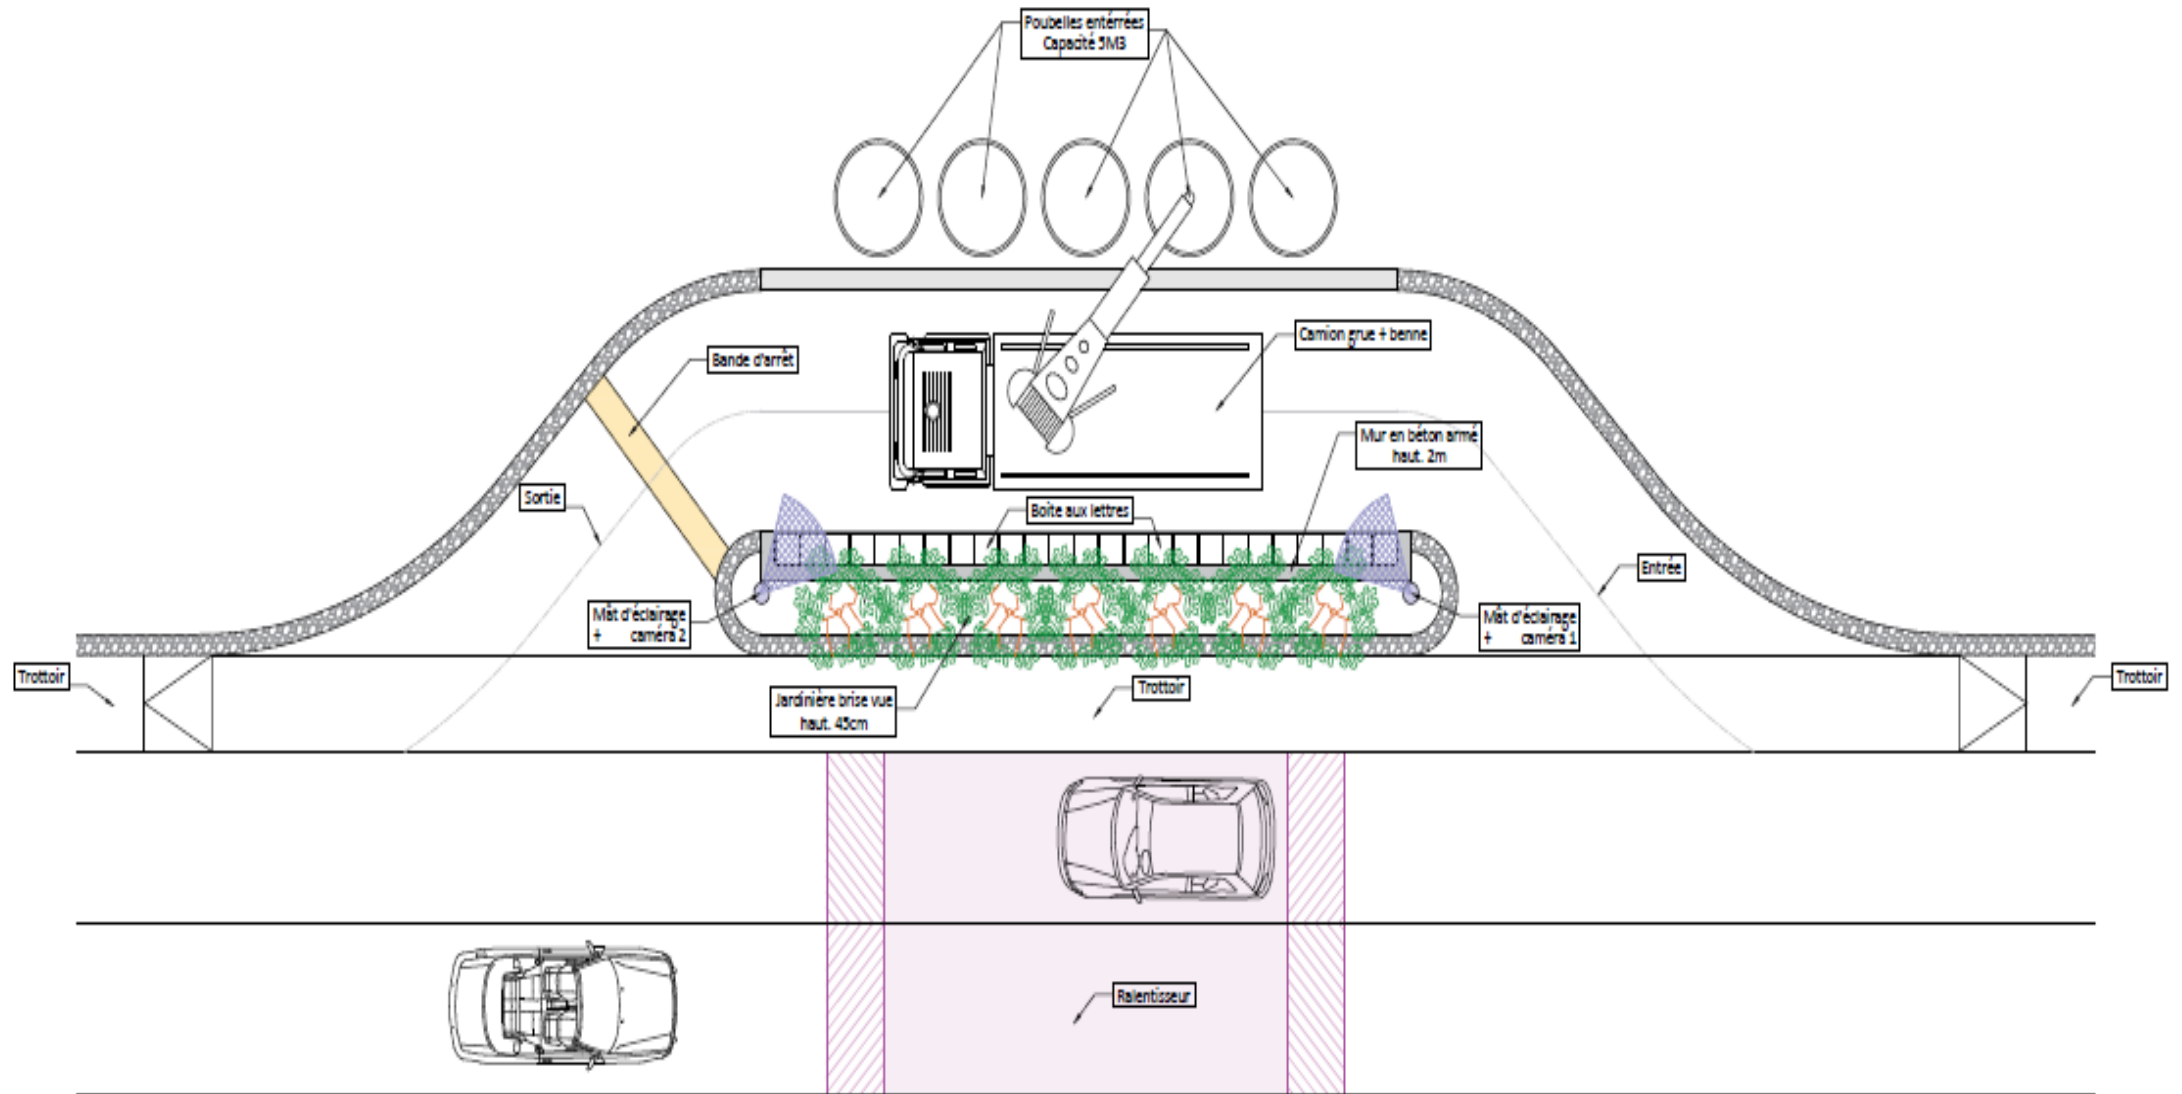 Poubelles entérrées
Capacité 5M3
Camion grue + benne
Bande d'arrêt
Mur en béton armé
haut. 2m
Sortie
Boite aux lettres
Entrée
Mât d'éclairage
+ caméra 2
Mât d'éclairage
+ caméra 1
Trottoir
Jardinière brise vue
haut. 45cm
Trottoir
Trottoir
Ralentisseur